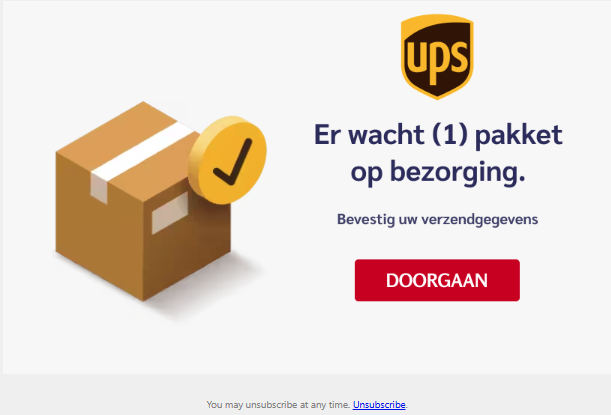 ups
Er wacht (1) pakket
op bezorging.
Bevestig uw verzendgegevens
DOORGAAN
You may unsubscribe at any time. Unsubscribe.